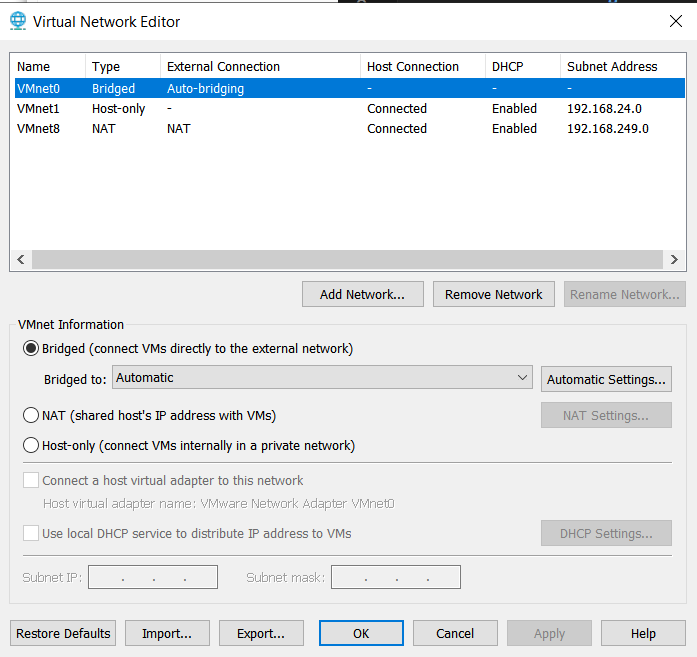 Virtual Network Editor
Name Type External Connection Host Connection DHCP Subnet Address
VMnet0 Bridged Auto-bridging - - -
VMnet1 Host-only - Connected Enabled 192.168.24.0
VMnet8 NAT NAT Connected Enabled 192.168.249.0
Add Network... Remove Network Rename Network...
VMnet Information
Bridged (connect VMs directly to the external network)
Bridged to: Automatic Automatic Settings...
NAT (shared host's IP address with VMs) NAT Settings...
Host-only (connect VMs internally in a private network)
Connect a host virtual adapter to this network
Host virtual adapter name: VMware Network Adapter VMnet0
Use local DHCP service to distribute IP address to VMs DHCP Settings...
Subnet IP: . . . Subnet mask: . . .
Restore Defaults Import... Export... OK Cancel Apply Help